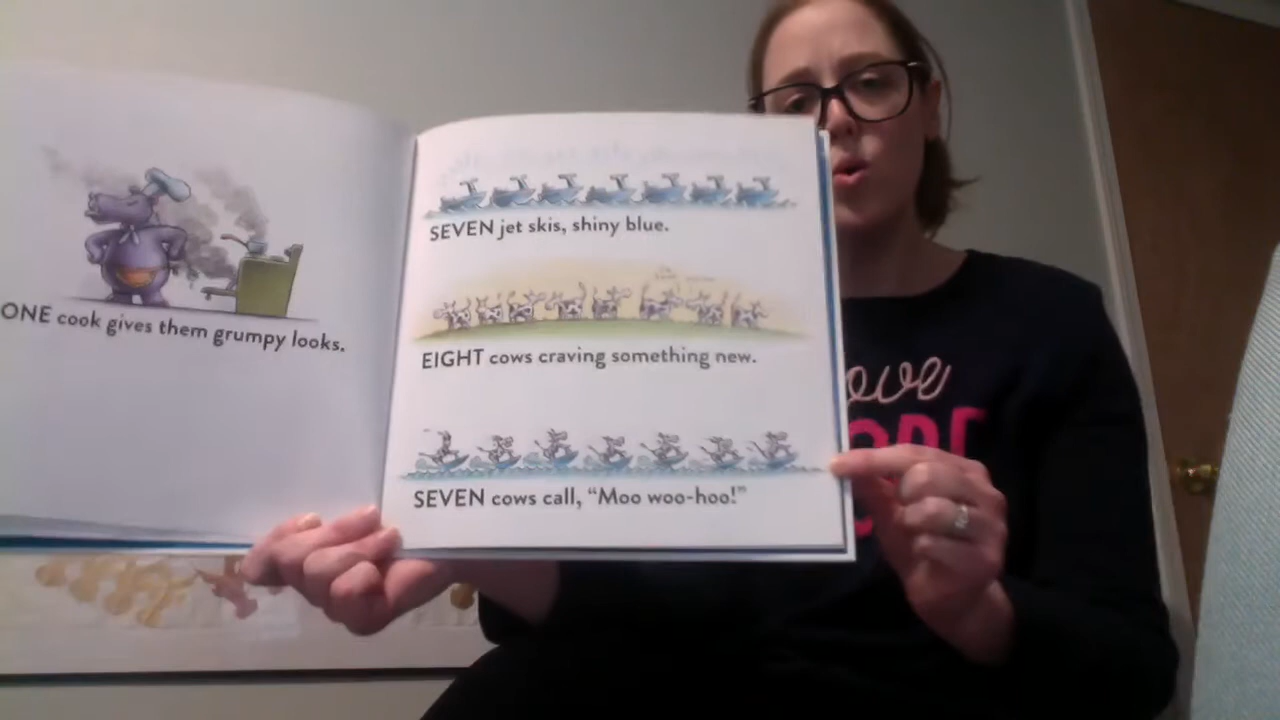 ONE cook gives them grumpy looks.
SEVEN jet skis, shiny blue.
EIGHT cows craving something new.
SEVEN cows call, “Moo woo-hoo!”